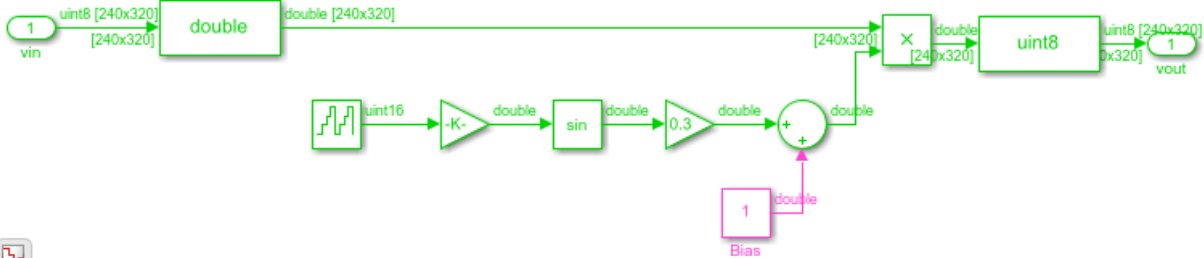 uint8 [240x320]
double [240x320]
1
double
[240x320]
vin
[240x320]
×
double
[240x320]
uint8
uint8 [240x320]
0x320]
1
vout
uint16
-K-
double
sin
double
0.3
double
+
+
double
1
double
Bias